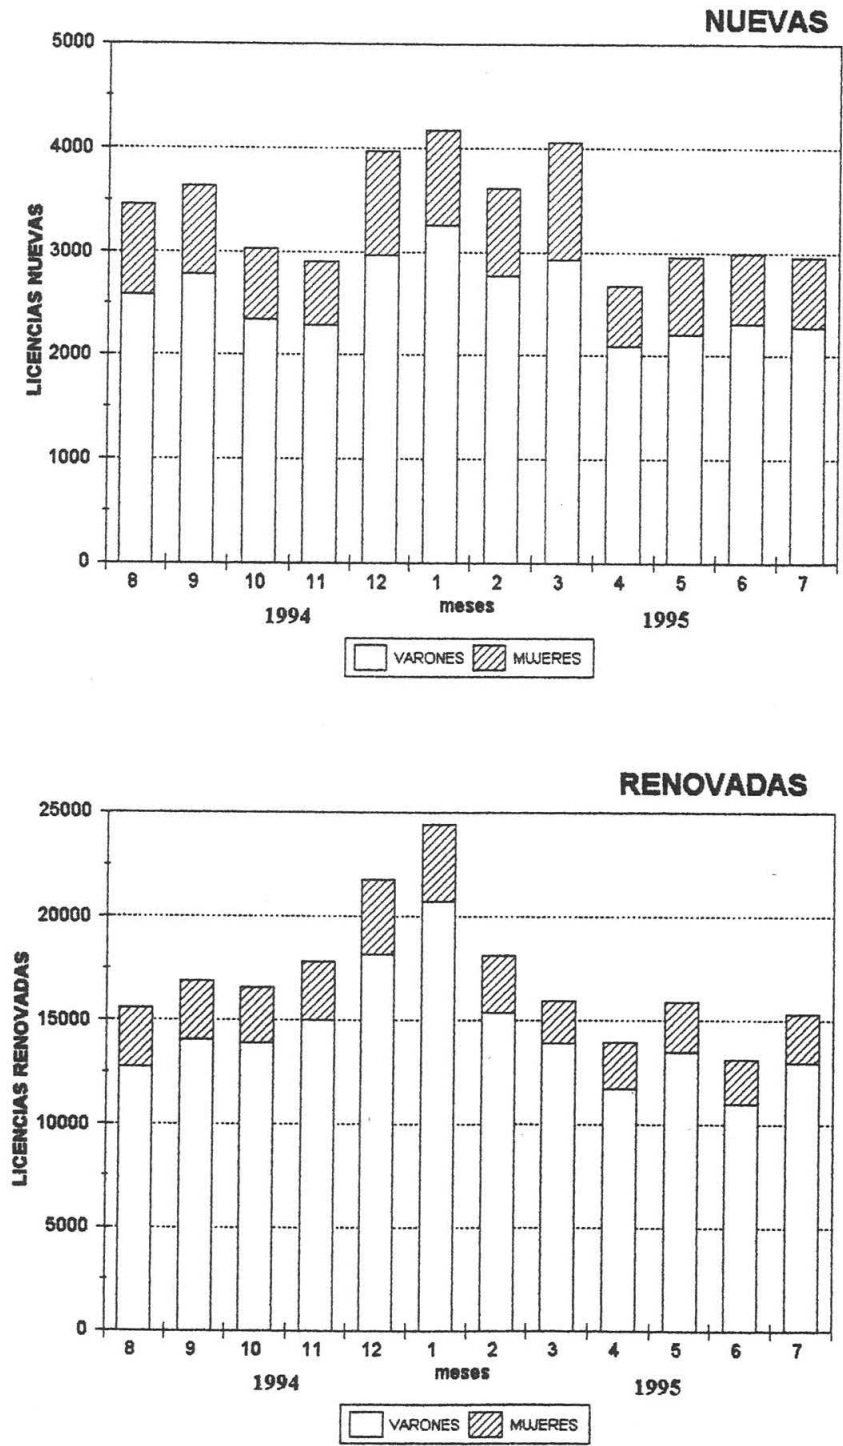 NUEVAS
5000
4000
3000
2000
1000
0
LICENCIAS NUEVAS
8 9 10 11 12 1 2 3 4 5 6 7
meses
1994 1995
VARONES MUJERES
RENOVADAS
25000
20000
15000
10000
5000
0
LICENCIAS RENOVADAS
8 9 10 11 12 1 2 3 4 5 6 7
meses
1994 1995
VARONES MUJERES